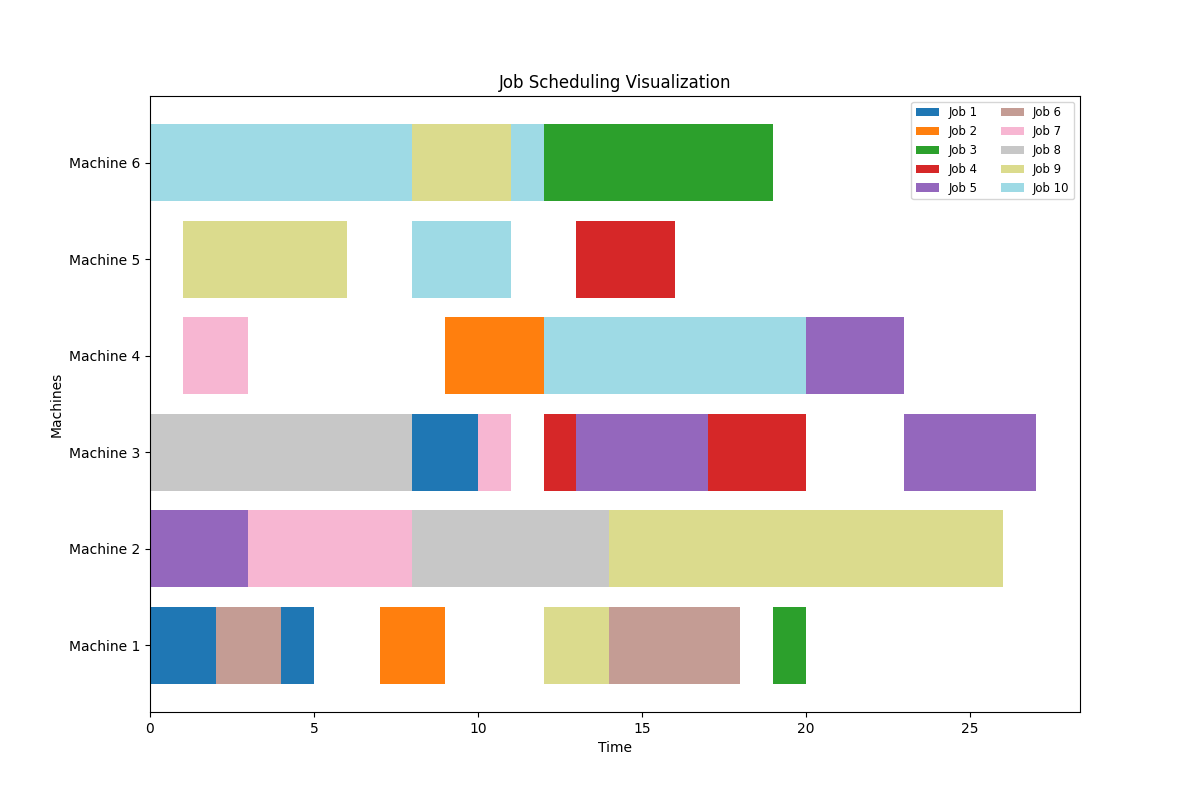 Job Scheduling Visualization
Job 1
Job 2
Job 3
Job 4
Job 5
Job 6
Job 7
Job 8
Job 9
Job 10
Machine 6
Machine 5
Machine 4
Machine 3
Machine 2
Machine 1
Machines
0 5 10 15 20 25
Time